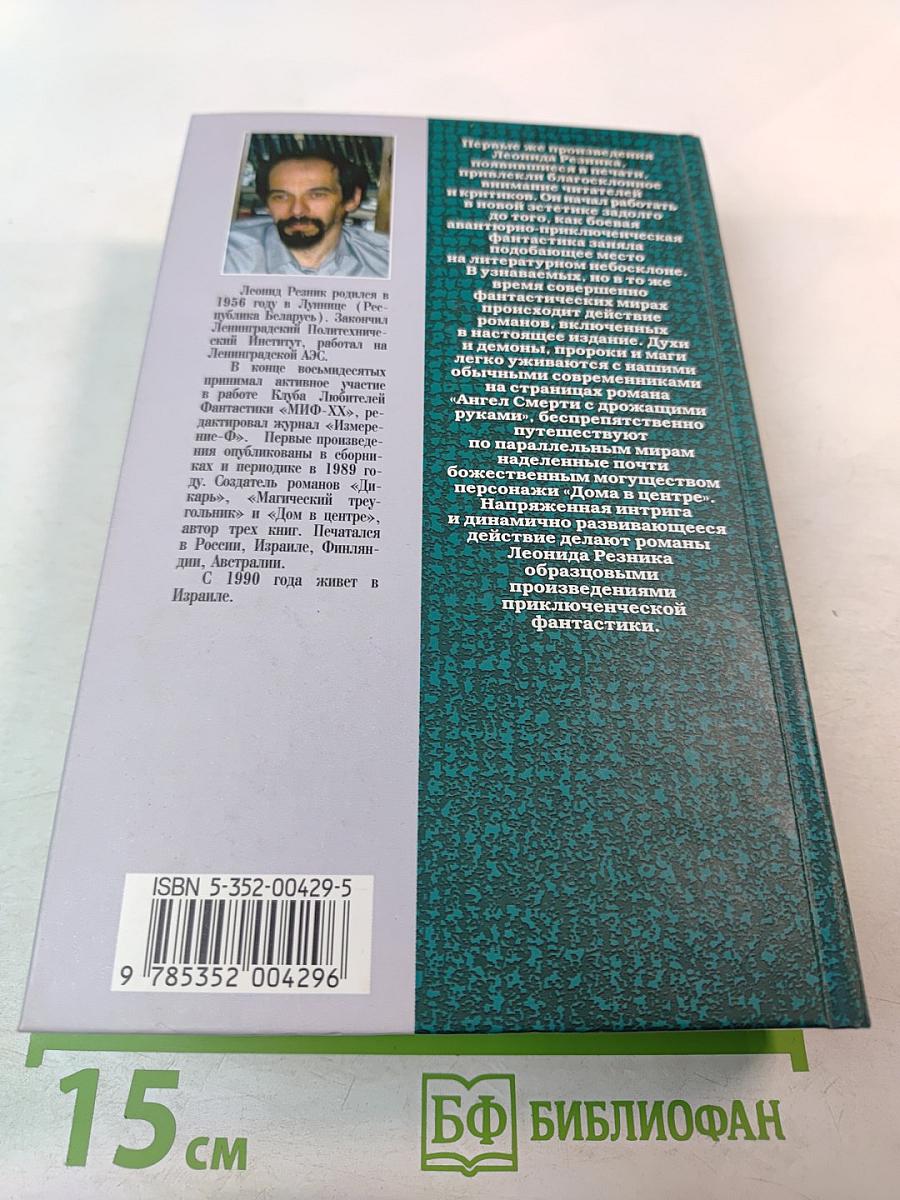 Леонид Резник родился в
1956 году в Луннице (Рес-
публика Беларусь). Закончил
Ленинградский Политехниче-
ский Институт, работал на
Ленинградской АЭС.
В конце восьмидесятых
принимал активное участие
в работе Клуба Любителей
Фантастики «МИФ-XX», ре-
дактировал журнал «Измере-
ние-Ф». Первые произведе-
ния опубликованы в сборни-
ках и периодике в 1989 го-
ду. Создатель романов «Ди-
карь», «Магический треу-
гольник» и «Дом в центре»,
автор трех книг. Печатался
в России, Израиле, Финлян-
дии, Австралии.
С 1990 года живет в
Израиле.
Первые же произведения
Леонида Резника,
появившиеся в печати,
привлекли благосклонное
внимание читателей
и критиков. Он начал работать
в новой эстетике задолго
до того, как боевая
авантюрно-приключенческая
фантастика заняла
подобающее место
на литературном небосклоне.
В узнаваемых, но в то же
время совершенно
фантастических мирах
происходит действие
романов, включенных
в настоящее издание. Духи
и демоны, пророки и маги
легко уживаются с нашими
обычными современниками
на страницах романа
«Ангел Смерти с дрожащими
руками», беспрепятственно
путешествуют
по параллельным мирам
наделенные почти
божественным могуществом
персонажи «Дома в центре».
Напряженная интрига
и динамично развивающееся
действие делают романы
Леонида Резника
образцовыми
произведениями
приключенческой
фантастики.
ISBN 5-352-00429-5
9 785352 004296
15 см
БФ БИБЛИОФАН